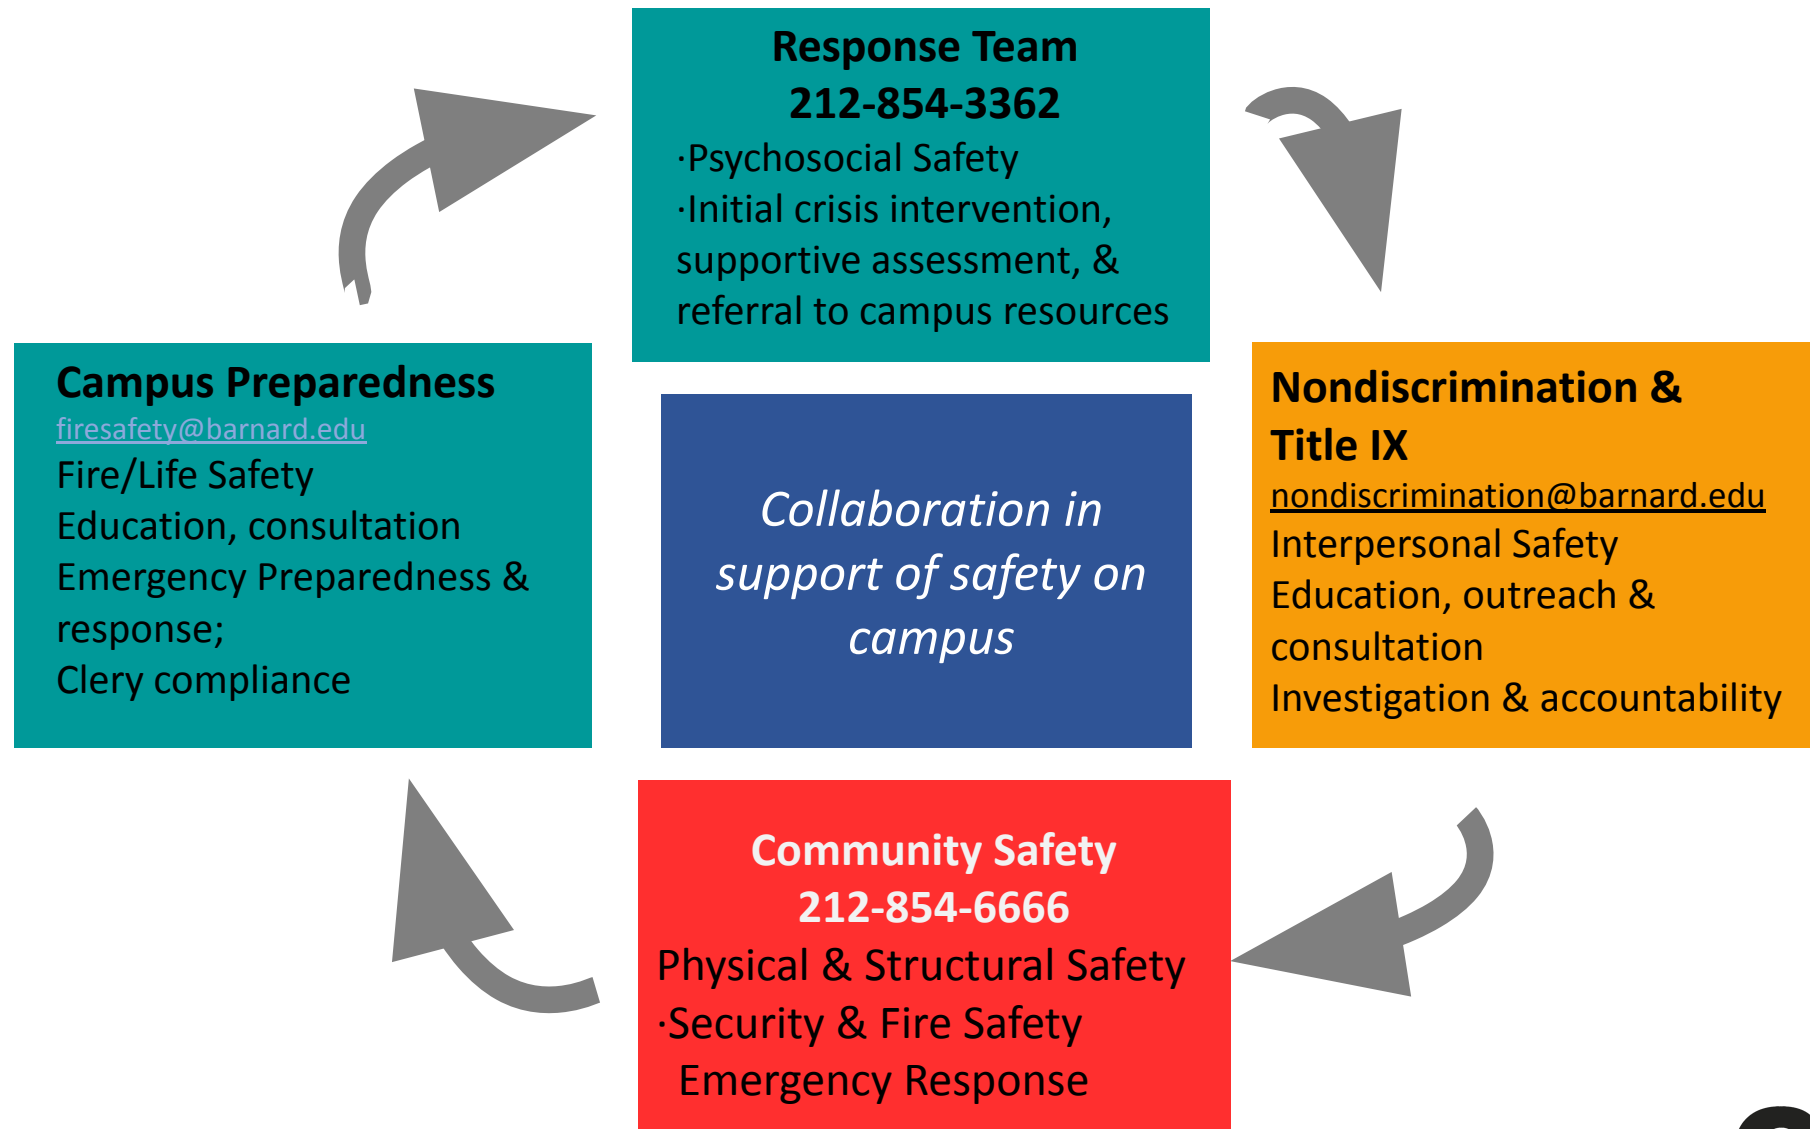 Response Team
212-854-3362
·Psychosocial Safety
·Initial crisis intervention,
supportive assessment, &
referral to campus resources
Campus Preparedness
firesafety@barnard.edu
Fire/Life Safety
Education, consultation
Emergency Preparedness &
response;
Clery compliance
Collaboration in
support of safety on
campus
Nondiscrimination &
Title IX
nondiscrimination@barnard.edu
Interpersonal Safety
Education, outreach &
consultation
Investigation & accountability
Community Safety
212-854-6666
Physical & Structural Safety
·Security & Fire Safety
Emergency Response